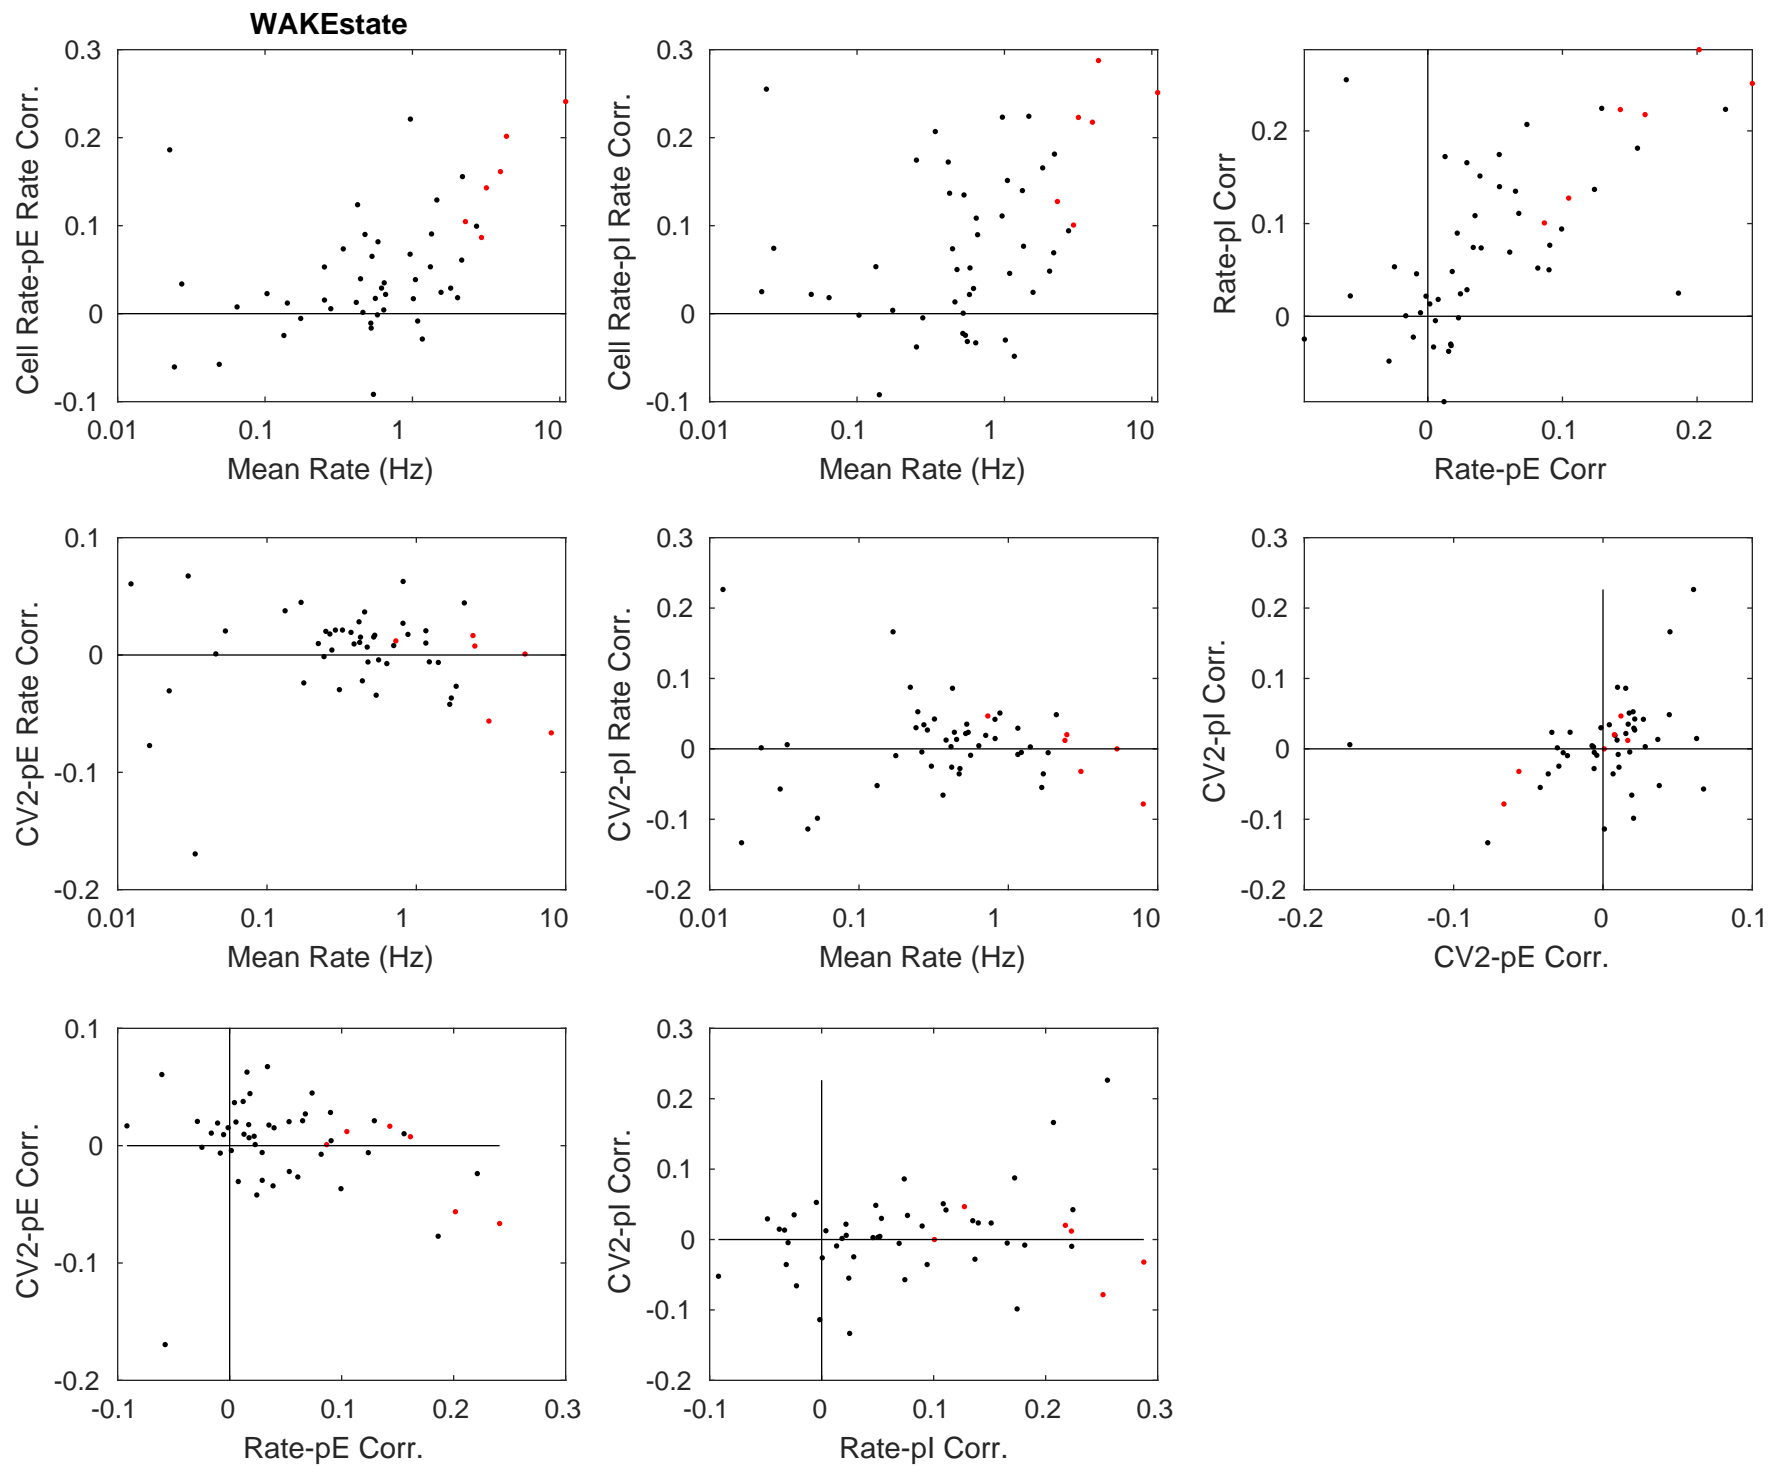 WAKEstate
0.3
0.2
0.1
0
-0.1
Cell Rate-pE Rate Corr.
0.01 0.1 1 10
Mean Rate (Hz)
0.3
0.2
0.1
0
-0.1
Cell Rate-pI Rate Corr.
0.01 0.1 1 10
Mean Rate (Hz)
0.2
0.1
0
Rate-pI Corr
0 0.1 0.2
Rate-pE Corr
0.1
0
-0.1
-0.2
CV2-pE Rate Corr.
0.01 0.1 1 10
Mean Rate (Hz)
0.3
0.2
0.1
0
-0.1
-0.2
CV2-pI Rate Corr.
0.01 0.1 1 10
Mean Rate (Hz)
0.3
0.2
0.1
0
-0.1
-0.2
CV2-pI Corr.
-0.2 -0.1 0 0.1
CV2-pE Corr.
0.1
0
-0.1
-0.2
CV2-pE Corr.
-0.1 0 0.1 0.2 0.3
Rate-pE Corr.
0.3
0.2
0.1
0
-0.1
-0.2
CV2-pI Corr.
-0.1 0 0.1 0.2 0.3
Rate-pI Corr.